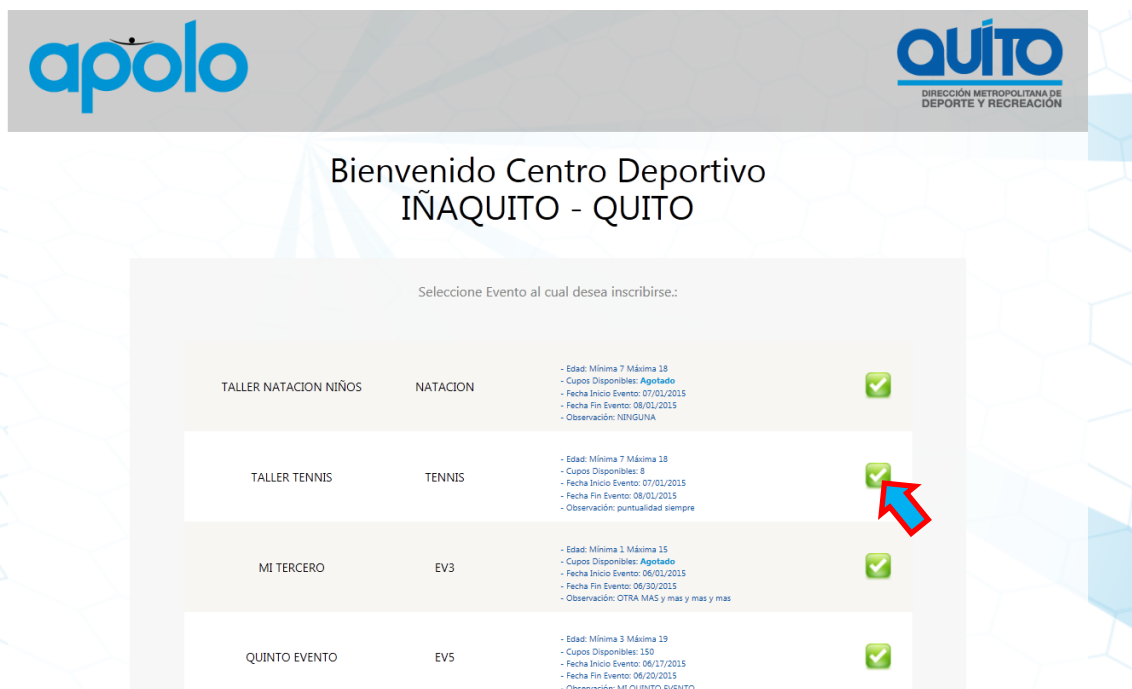 apolo
QUITO
DIRECCIÓN METROPOLITANA DE
DEPORTE Y RECREACIÓN
Bienvenido Centro Deportivo
IÑAQUITO - QUITO
Seleccione Evento al cual desea inscribirse.:
TALLER NATACION NIÑOS
NATACION
- Edad: Mínima 7 Máxima 18
- Cupos Disponibles: Agotado
- Fecha Inicio Evento: 07/01/2015
- Fecha Fin Evento: 08/01/2015
- Observación: NINGUNA
TALLER TENNIS
TENNIS
- Edad: Mínima 7 Máxima 18
- Cupos Disponibles: 8
- Fecha Inicio Evento: 07/01/2015
- Fecha Fin Evento: 08/01/2015
- Observación: puntualidad siempre
MI TERCERO
EV3
- Edad: Mínima 1 Máxima 15
- Cupos Disponibles: Agotado
- Fecha Inicio Evento: 06/01/2015
- Fecha Fin Evento: 06/30/2015
- Observación: OTRA MAS y mas y mas y mas
QUINTO EVENTO
EV5
- Edad: Mínima 3 Máxima 19
- Cupos Disponibles: 150
- Fecha Inicio Evento: 06/17/2015
- Fecha Fin Evento: 06/20/2015
- Observación: MI QUINTO EVENTO